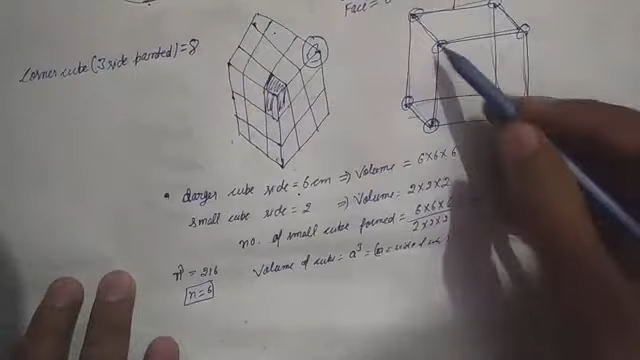 Face =
Corner cube (3 side painted) = 8
2
• Larger cube side = 6 cm ⇒ Volume = 6×6×6
small cube side = 2 ⇒ Volume = 2×2×2
no. of small cube formed = 6×6×6 / 2×2×2
n³ = 216
Volume of cube = a³ =
n = 6